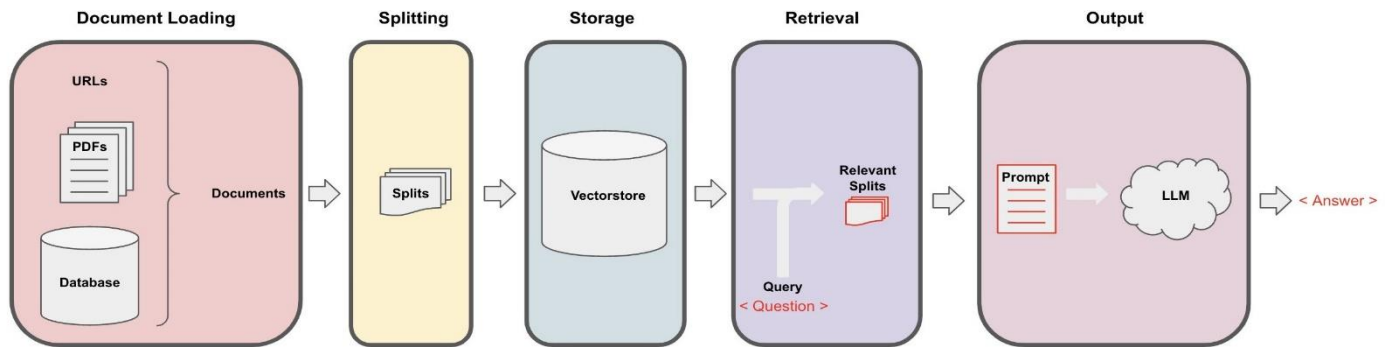 Document Loading
Splitting
Storage
Retrieval
Output
URLs
PDFs
Documents
Database
Splits
Vectorstore
Relevant
Splits
Query
< Question >
Prompt
LLM
< Answer >